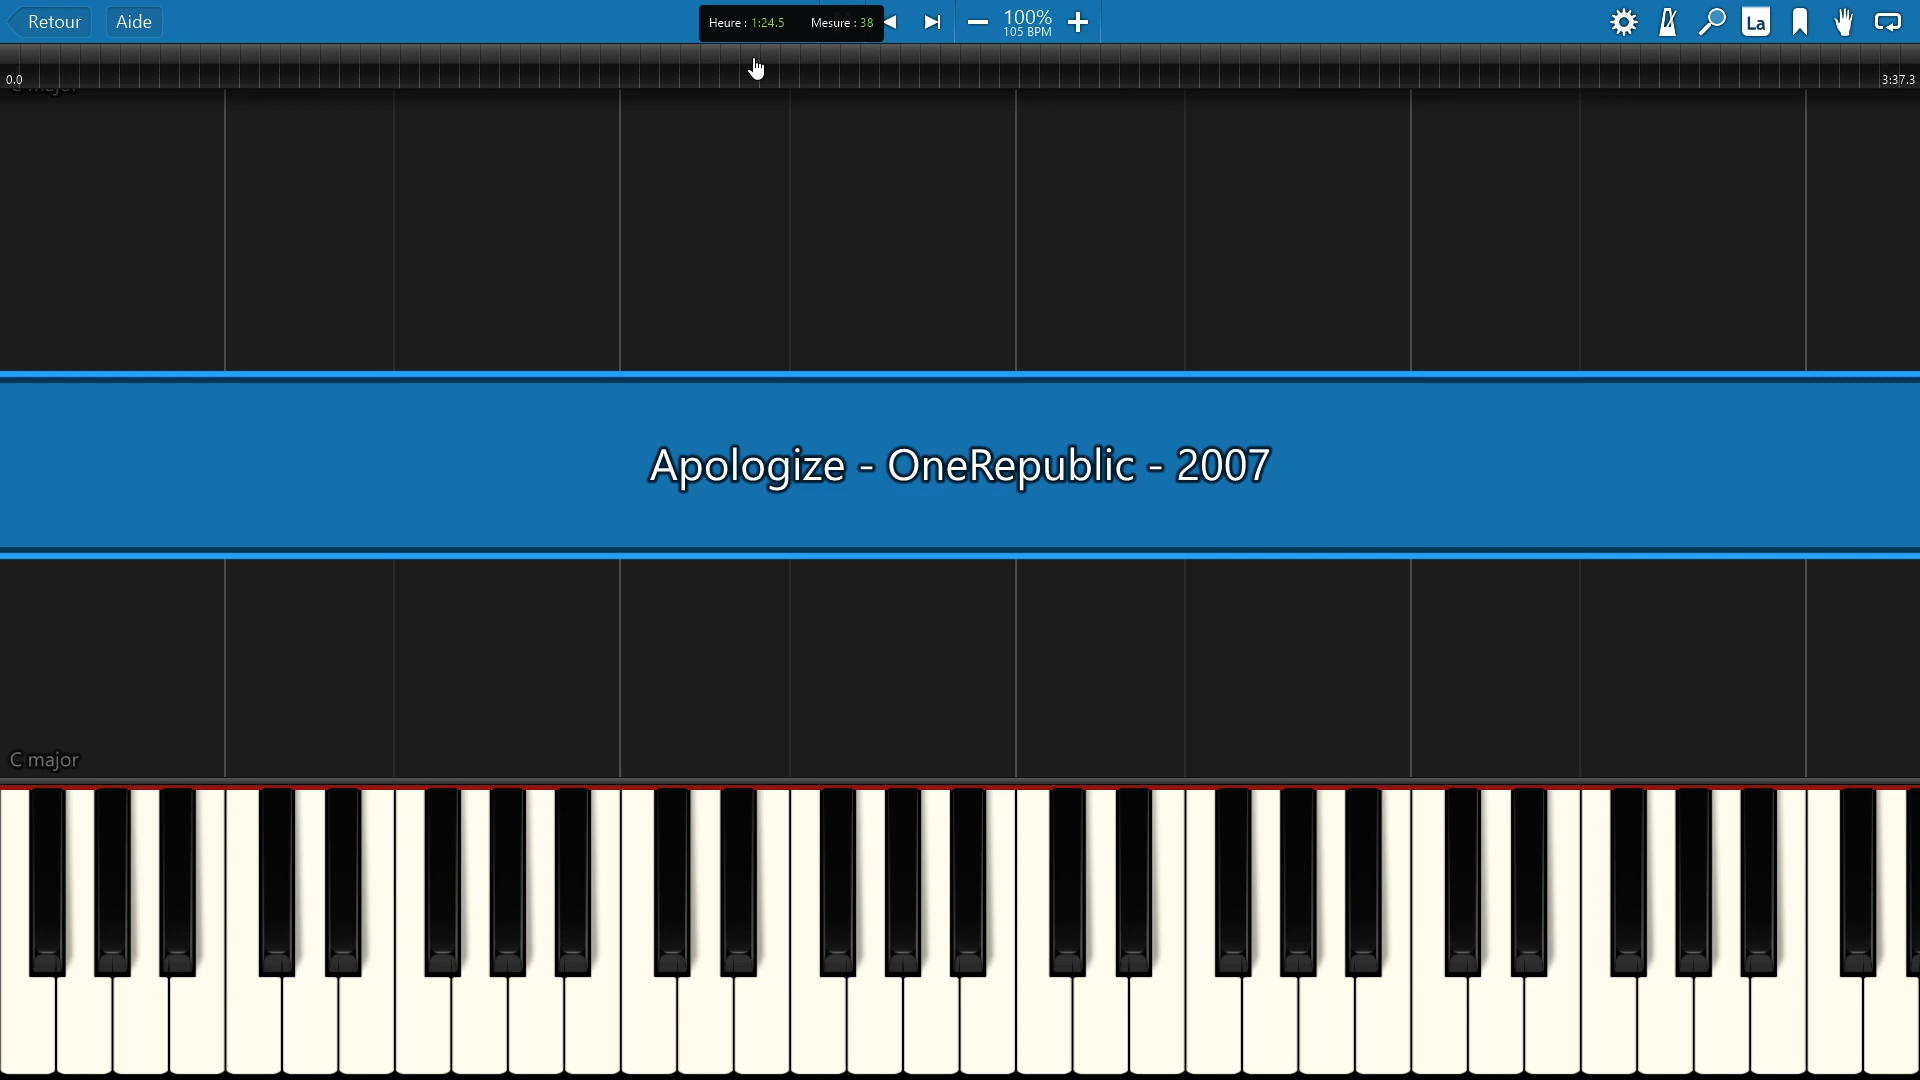 Retour
Aide
Heure : 1:24.5 Mesure : 38
100%
105 BPM
La
0.0
3:37.3
C major
Apologize - OneRepublic - 2007
C major